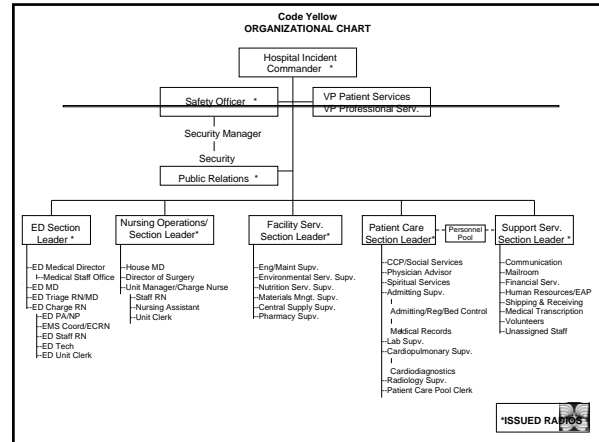 Code Yellow
ORGANIZATIONAL CHART
Hospital Incident
Commander *
Safety Officer *
VP Patient Services
VP Professional Serv.
Security Manager
Security
Public Relations *
ED Section
Leader *
Nursing Operations/
Section Leader*
Facility Serv.
Section Leader*
Patient Care
Section Leader*
Personnel
Pool
Support Serv.
Section Leader*
ED Medical Director
Medical Staff Office
ED MD
ED Triage RN/MD
ED Charge RN
ED PA/NP
EMS Coord/ECRN
ED Staff RN
ED Tech
ED Unit Clerk
House MD
Director of Surgery
Unit Manager/Charge Nurse
Staff RN
Nursing Assistant
Unit Clerk
Eng/Maint Supv.
Environmental Serv. Supv.
Nutrition Serv. Supv.
Materials Mngt. Supv.
Central Supply Supv.
Pharmacy Supv.
CCP/Social Services
Physician Advisor
Spiritual Services
Admitting Supv.
Admitting/Reg/Bed Control
Medical Records
Lab Supv.
Cardiopulmonary Supv.
Cardiodiagnostics
Radiology Supv.
Patient Care Pool Clerk
Communication
Mailroom
Financial Serv.
Human Resources/EAP
Shipping & Receiving
Medical Transcription
Volunteers
Unassigned Staff
*ISSUED RADIOS